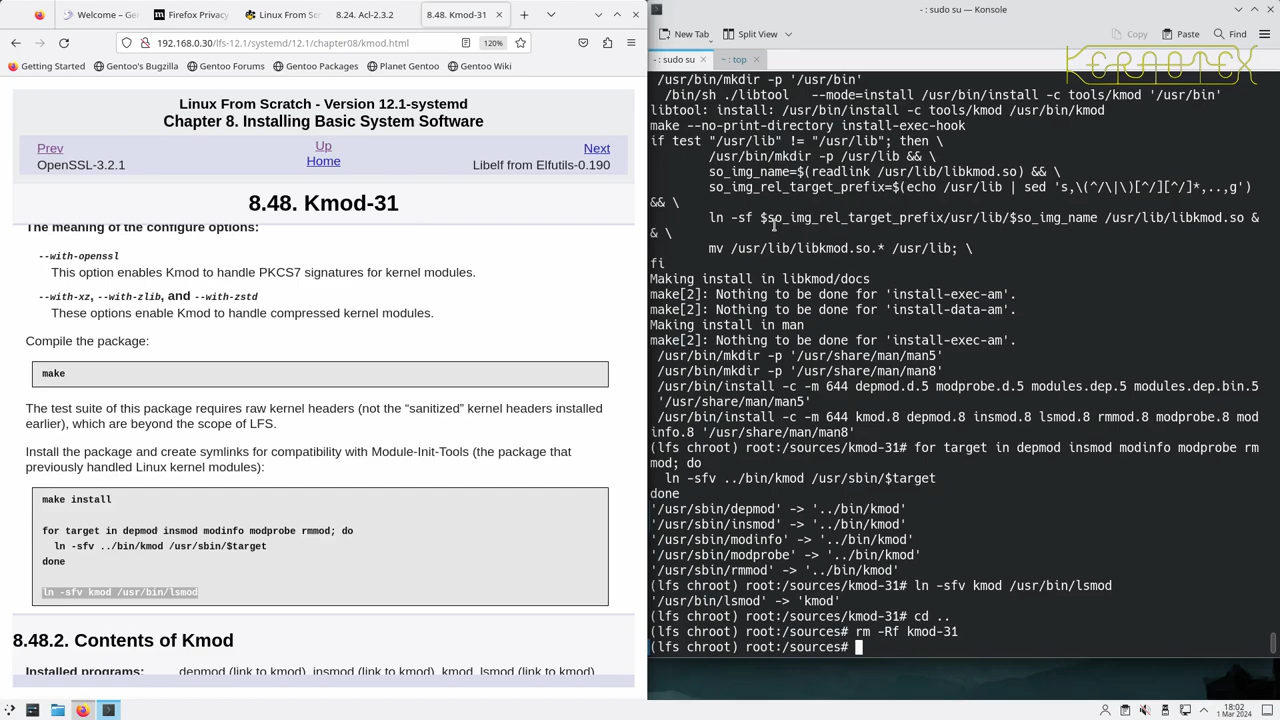 Welcome – Ge
Firefox Privacy
Linux From Scr
8.24. Acl-2.3.2
8.48. Kmod-31
192.168.0.30/lfs-12.1/systemd/12.1/chapter08/kmod.html
120%
Getting Started
Gentoo's Bugzilla
Gentoo Forums
Gentoo Packages
Planet Gentoo
Gentoo Wiki
Linux From Scratch - Version 12.1-systemd
Chapter 8. Installing Basic System Software
Prev
Up
Next
OpenSSL-3.2.1
Home
Libelf from Elfutils-0.190
8.48. Kmod-31
The meaning of the configure options:
--with-openssl
This option enables Kmod to handle PKCS7 signatures for kernel modules.
--with-xz, --with-zlib, and --with-zstd
These options enable Kmod to handle compressed kernel modules.
Compile the package:
make
The test suite of this package requires raw kernel headers (not the “sanitized” kernel headers installed
earlier), which are beyond the scope of LFS.
Install the package and create symlinks for compatibility with Module-Init-Tools (the package that
previously handled Linux kernel modules):
make install
for target in depmod insmod modinfo modprobe rmmod; do
ln -sfv ../bin/kmod /usr/sbin/$target
done
ln -sfv kmod /usr/bin/lsmod
8.48.2. Contents of Kmod
Installed programs: depmod (link to kmod), insmod (link to kmod), kmod, lsmod (link to kmod),
- : sudo su — Konsole
New Tab
Split View
Copy
Paste
Find
KERNOTEX
- : sudo su
~ : top
/usr/bin/mkdir -p '/usr/bin'
/bin/sh ./libtool   --mode=install /usr/bin/install -c tools/kmod '/usr/bin'
libtool: install: /usr/bin/install -c tools/kmod /usr/bin/kmod
make --no-print-directory install-exec-hook
if test "/usr/lib" != "/usr/lib"; then \
/usr/bin/mkdir -p /usr/lib && \
so_img_name=$(readlink /usr/lib/libkmod.so) && \
so_img_rel_target_prefix=$(echo /usr/lib | sed 's,\(^/\|\)[^/][^/]*,..,g')
&& \
ln -sf $so_img_rel_target_prefix/usr/lib/$so_img_name /usr/lib/libkmod.so &
& \
mv /usr/lib/libkmod.so.* /usr/lib; \
fi
Making install in libkmod/docs
make[2]: Nothing to be done for 'install-exec-am'.
make[2]: Nothing to be done for 'install-data-am'.
Making install in man
make[2]: Nothing to be done for 'install-exec-am'.
/usr/bin/mkdir -p '/usr/share/man/man5'
/usr/bin/mkdir -p '/usr/share/man/man8'
/usr/bin/install -c -m 644 depmod.d.5 modprobe.d.5 modules.dep.5 modules.dep.bin.5
'/usr/share/man/man5'
/usr/bin/install -c -m 644 kmod.8 depmod.8 insmod.8 lsmod.8 rmmod.8 modprobe.8 mod
info.8 '/usr/share/man/man8'
(lfs chroot) root:/sources/kmod-31# for target in depmod insmod modinfo modprobe rm
mod; do
ln -sfv ../bin/kmod /usr/sbin/$target
done
'/usr/sbin/depmod' -> '../bin/kmod'
'/usr/sbin/insmod' -> '../bin/kmod'
'/usr/sbin/modinfo' -> '../bin/kmod'
'/usr/sbin/modprobe' -> '../bin/kmod'
'/usr/sbin/rmmod' -> '../bin/kmod'
(lfs chroot) root:/sources/kmod-31# ln -sfv kmod /usr/bin/lsmod
'/usr/bin/lsmod' -> 'kmod'
(lfs chroot) root:/sources/kmod-31# cd ..
(lfs chroot) root:/sources# rm -Rf kmod-31
(lfs chroot) root:/sources#
18:02
1 Mar 2024